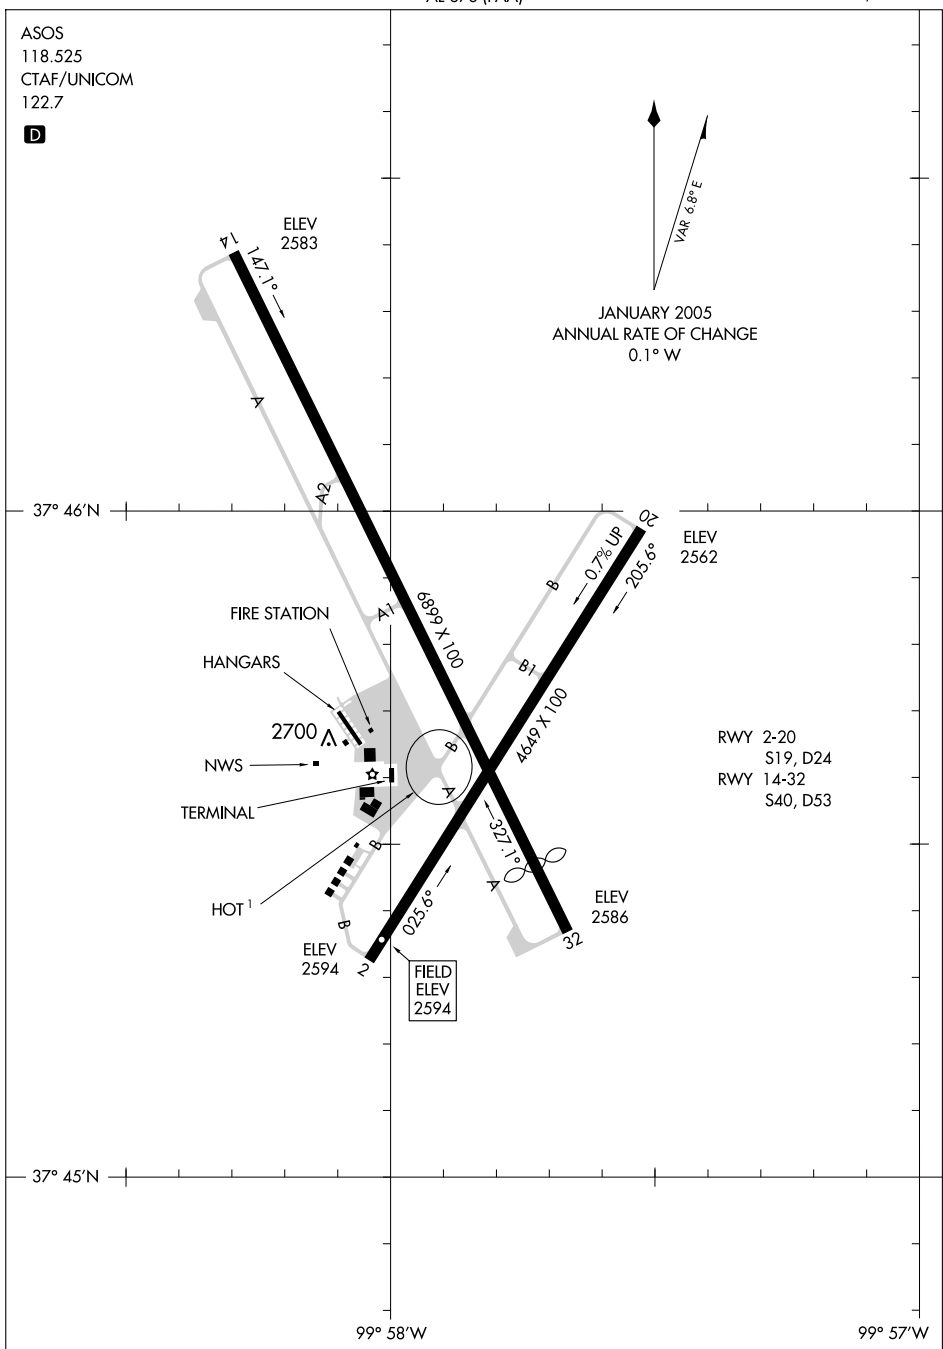 ASOS
118.525
CTAF/UNICOM
122.7
D
ELEV
2583
14
147.1°
VAR 6.8° E
JANUARY 2005
ANNUAL RATE OF CHANGE
0.1° W
A
A2
37° 46'N
20
ELEV
2562
0.7% UP
205.6°
B
A1
6899 X 100
FIRE STATION
HANGARS
B1
4649 X 100
2700
NWS
B
RWY 2-20
S19, D24
RWY 14-32
S40, D53
TERMINAL
A
327.1°
B
A
HOT 1
025.6°
ELEV
2586
B
32
ELEV
2594
2
FIELD
ELEV
2594
37° 45'N
99° 58'W
99° 57'W